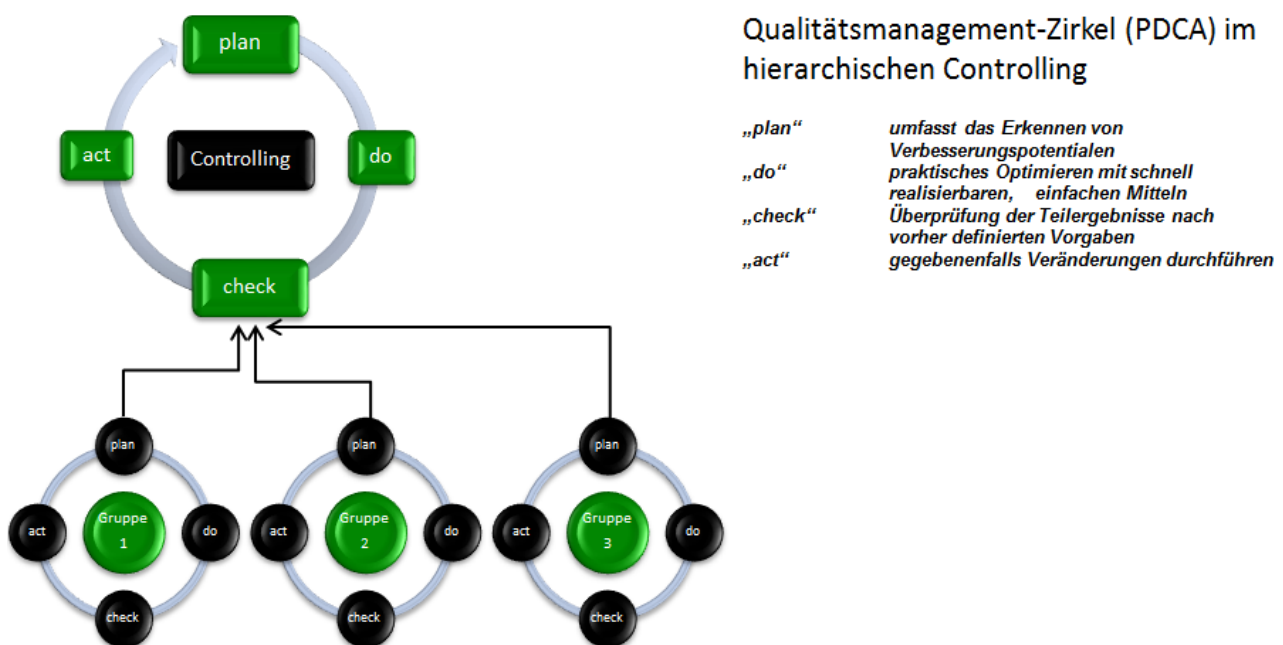 plan
act
Controlling
do
check
Qualitätsmanagement-Zirkel (PDCA) im
hierarchischen Controlling
„plan“ umfasst das Erkennen von
Verbesserungspotentialen
„do“ praktisches Optimieren mit schnell
realisierbaren, einfachen Mitteln
„check“ Überprüfung der Teilergebnisse nach
vorher definierten Vorgaben
„act“ gegebenenfalls Veränderungen durchführen
plan
act
Gruppe
1
do
check
plan
act
Gruppe
2
do
check
plan
act
Gruppe
3
do
check